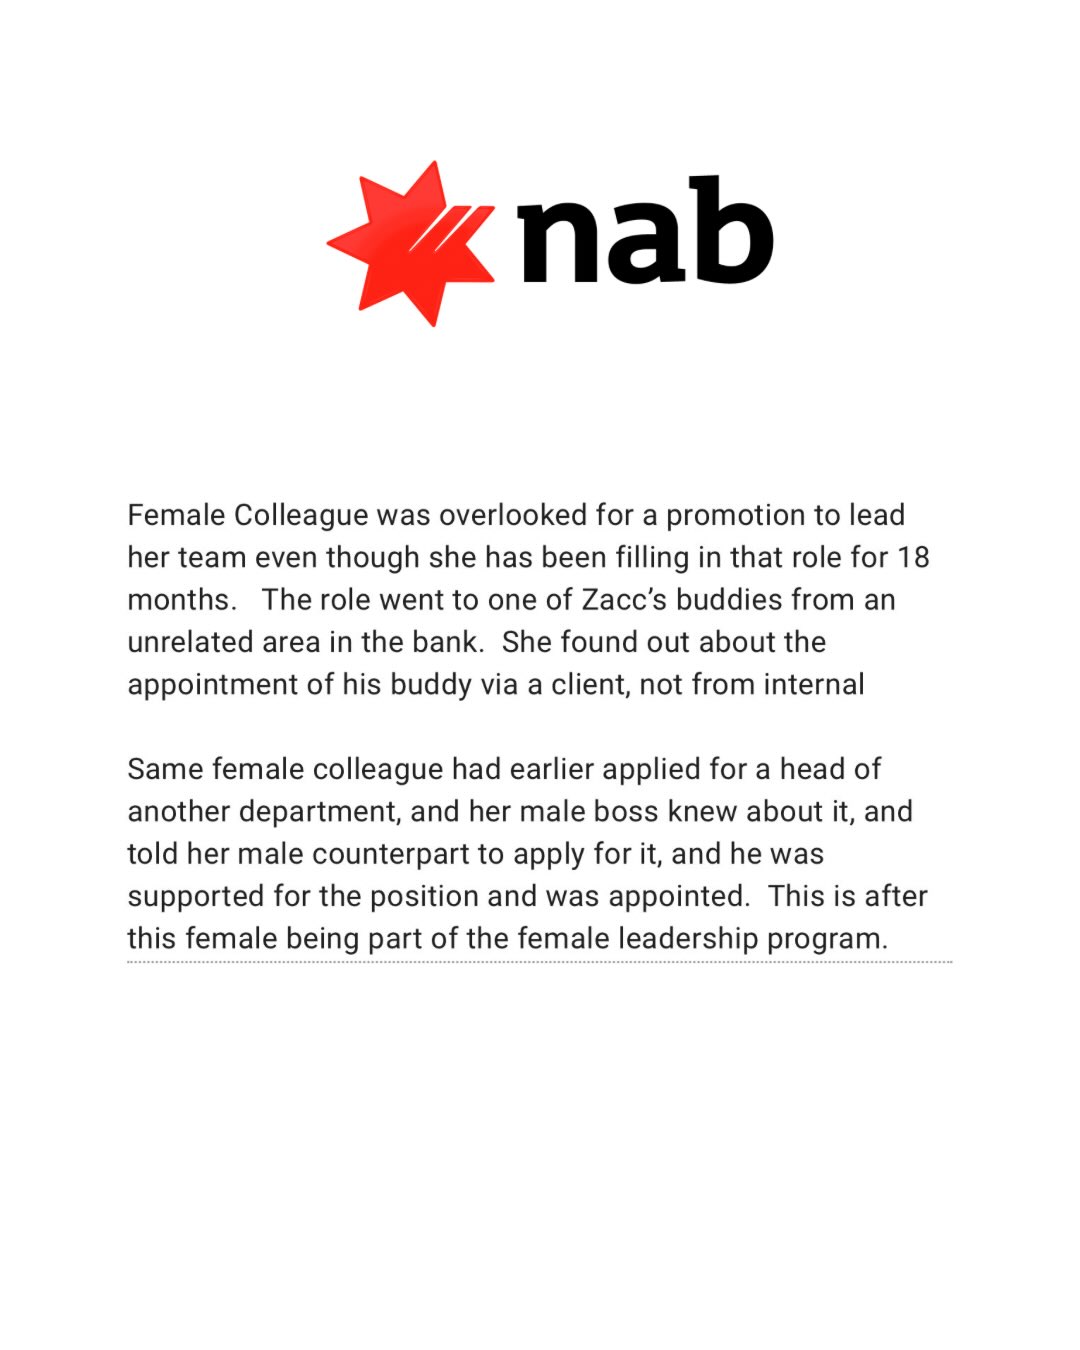 nab
Female Colleague was overlooked for a promotion to lead
her team even though she has been filling in that role for 18
months.   The role went to one of Zacc’s buddies from an
unrelated area in the bank.  She found out about the
appointment of his buddy via a client, not from internal
Same female colleague had earlier applied for a head of
another department, and her male boss knew about it, and
told her male counterpart to apply for it, and he was
supported for the position and was appointed.  This is after
this female being part of the female leadership program.